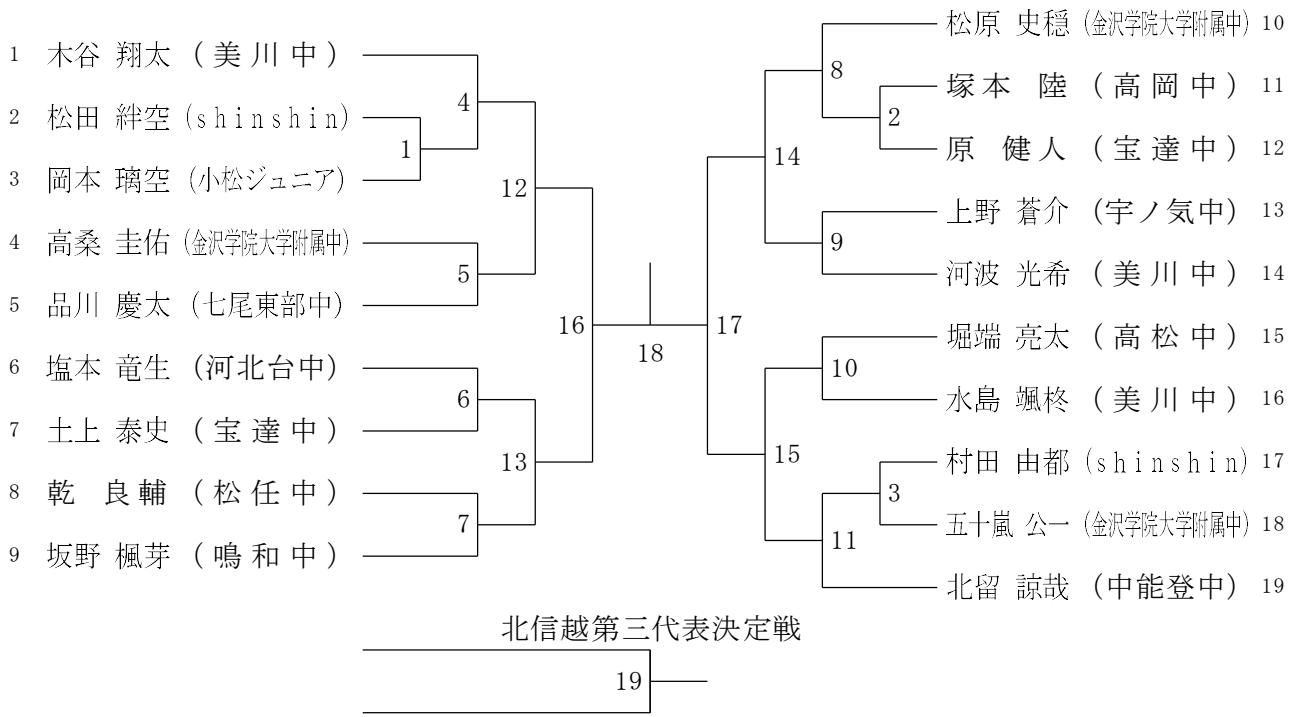 1 木谷 翔太 (美川中)
2 松田 絆空 (shinshin)
3 岡本 璃空 (小松ジュニア)
4 高桑 圭佑 (金沢学院大学附属中)
5 品川 慶太 (七尾東部中)
6 塩本 竜生 (河北台中)
7 土上 泰史 (宝達中)
8 乾 良輔 (松任中)
9 坂野 楓芽 (鳴和中)
4
1
12
5
16
6
13
7
18
8
2
14
9
17
10
15
3
11
松原 史穏 (金沢学院大学附属中) 10
塚本 陸 (高岡中) 11
原 健人 (宝達中) 12
上野 蒼介 (宇ノ気中) 13
河波 光希 (美川中) 14
堀端 亮太 (高松中) 15
水島 颯柊 (美川中) 16
村田 由都 (shinshin) 17
五十嵐 公一 (金沢学院大学附属中) 18
北留 諒哉 (中能登中) 19
北信越第三代表決定戦
19